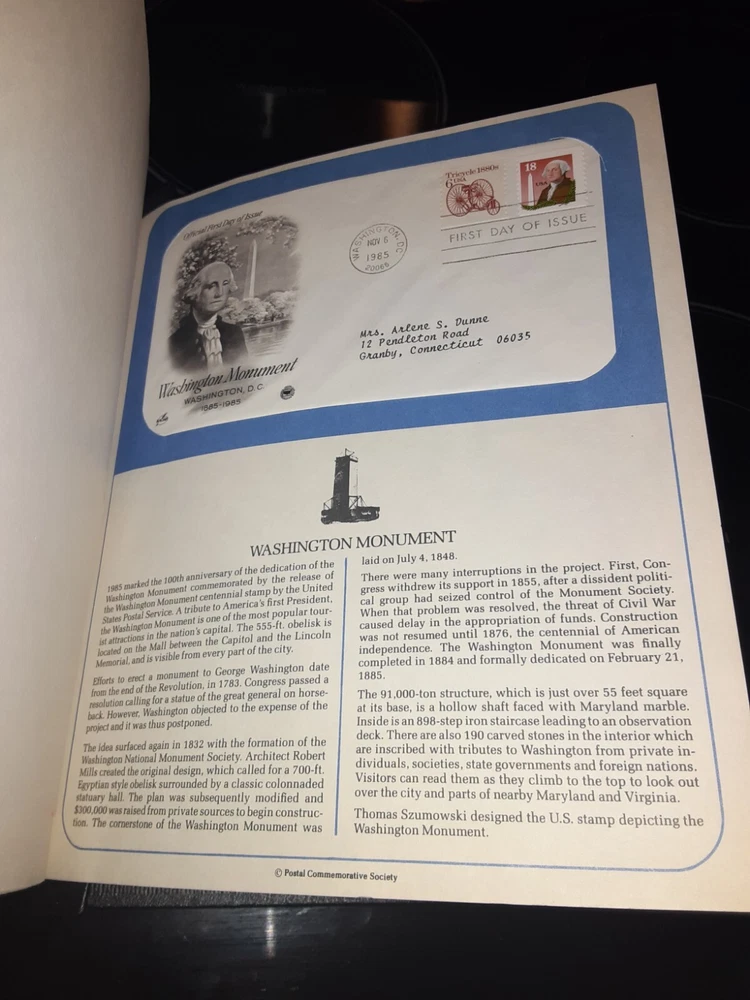 Official First Day of Issue
Washington Monument
WASHINGTON, D.C.
1885-1985
WASHINGTON, DC
NOV 6
1985
20066
Tricycle 1880s
6 USA
18
USA
FIRST DAY OF ISSUE
Mrs. Arlene S. Dunne
12 Pendleton Road
Granby, Connecticut 06035
WASHINGTON MONUMENT
1985 marked the 100th anniversary of the dedication of the
Washington Monument commemorated by the release of
the Washington Monument centennial stamp by the United
States Postal Service. A tribute to America's first President,
the Washington Monument is one of the most popular tour-
ist attractions in the nation's capital. The 555-ft. obelisk is
located on the Mall between the Capitol and the Lincoln
Memorial, and is visible from every part of the city.
Efforts to erect a monument to George Washington date
from the end of the Revolution, in 1783. Congress passed a
resolution calling for a statue of the great general on horse-
back. However, Washington objected to the expense of the
project and it was thus postponed.
The idea surfaced again in 1832 with the formation of the
Washington National Monument Society. Architect Robert
Mills created the original design, which called for a 700-ft.
Egyptian style obelisk surrounded by a classic colonnaded
statuary hall. The plan was subsequently modified and
$300,000 was raised from private sources to begin construc-
tion. The cornerstone of the Washington Monument was
laid on July 4, 1848.
There were many interruptions in the project. First, Con-
gress withdrew its support in 1855, after a dissident politi-
cal group had seized control of the Monument Society.
When that problem was resolved, the threat of Civil War
caused delay in the appropriation of funds. Construction
was not resumed until 1876, the centennial of American
independence. The Washington Monument was finally
completed in 1884 and formally dedicated on February 21,
1885.
The 91,000-ton structure, which is just over 55 feet square
at its base, is a hollow shaft faced with Maryland marble.
Inside is an 898-step iron staircase leading to an observation
deck. There are also 190 carved stones in the interior which
are inscribed with tributes to Washington from private in-
dividuals, societies, state governments and foreign nations.
Visitors can read them as they climb to the top to look out
over the city and parts of nearby Maryland and Virginia.
Thomas Szumowski designed the U.S. stamp depicting the
Washington Monument.
© Postal Commemorative Society